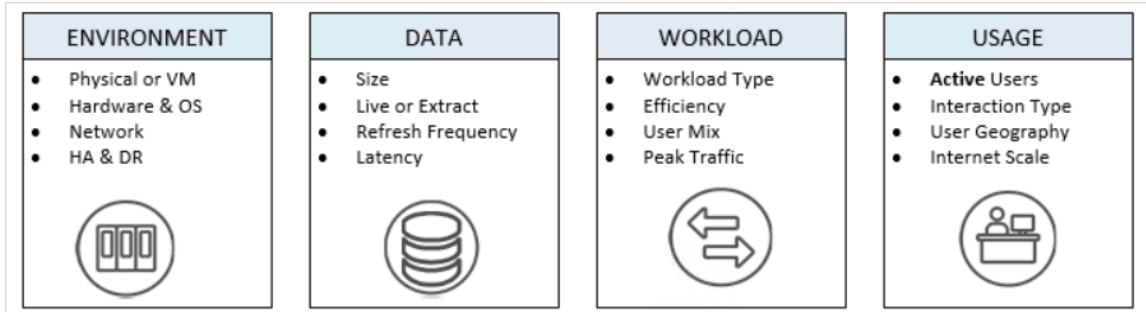 ENVIRONMENT
• Physical or VM
• Hardware & OS
• Network
• HA & DR
DATA
• Size
• Live or Extract
• Refresh Frequency
• Latency
WORKLOAD
• Workload Type
• Efficiency
• User Mix
• Peak Traffic
USAGE
• Active Users
• Interaction Type
• User Geography
• Internet Scale